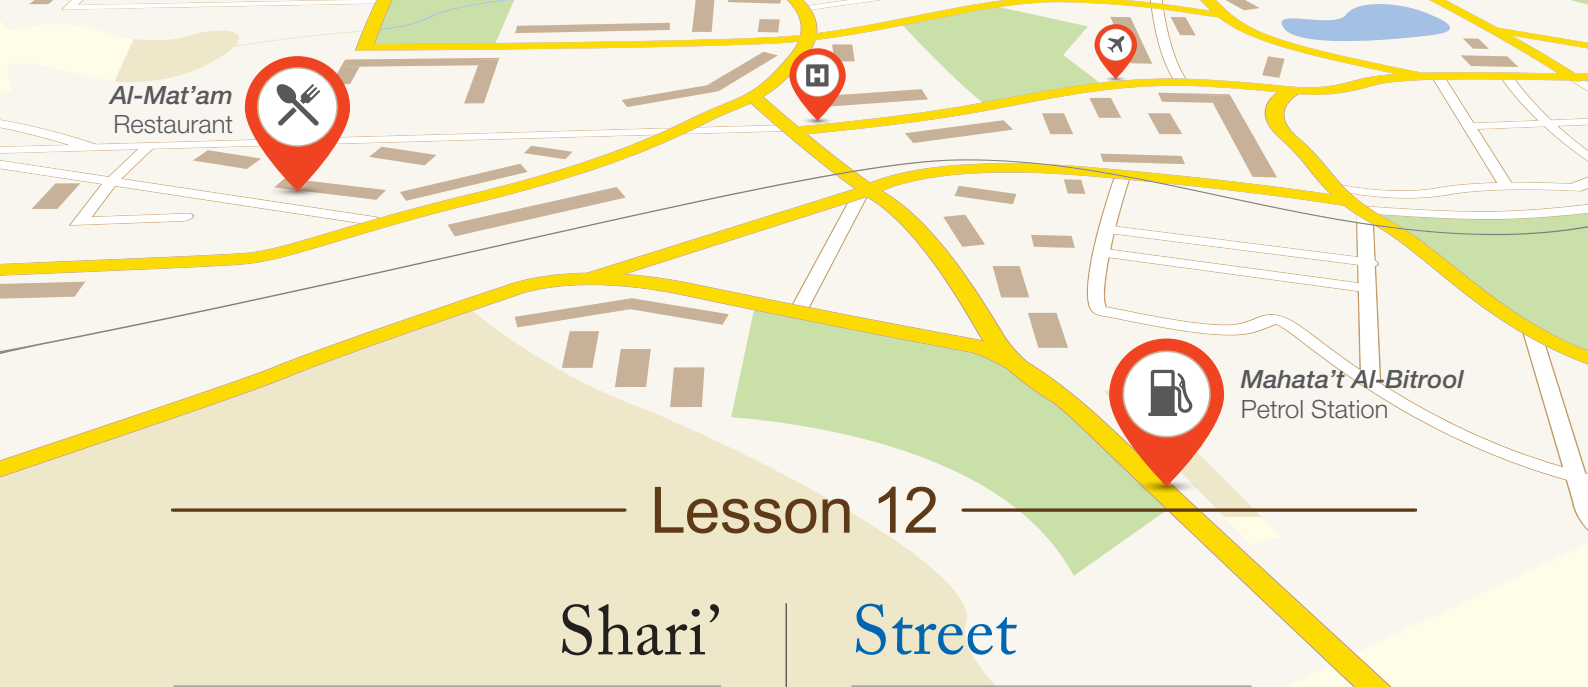 Al-Mat’am
Restaurant
H
Mahata’t Al-Bitrool
Petrol Station
Lesson 12
Shari’
Street